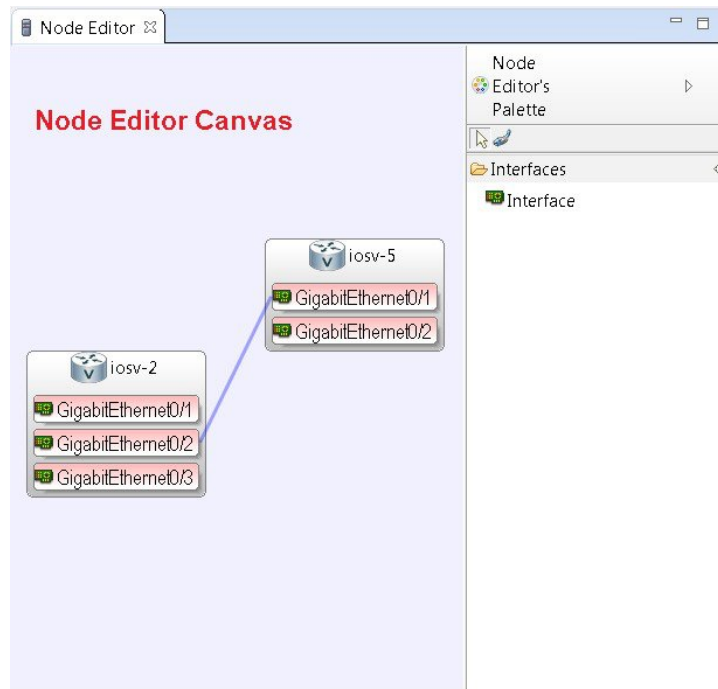 Node Editor
Node Editor Canvas
Node
Editor's
Palette
Interfaces
Interface
V
iosv-5
GigabitEthernet0/1
GigabitEthernet0/2
V
iosv-2
GigabitEthernet0/1
GigabitEthernet0/2
GigabitEthernet0/3